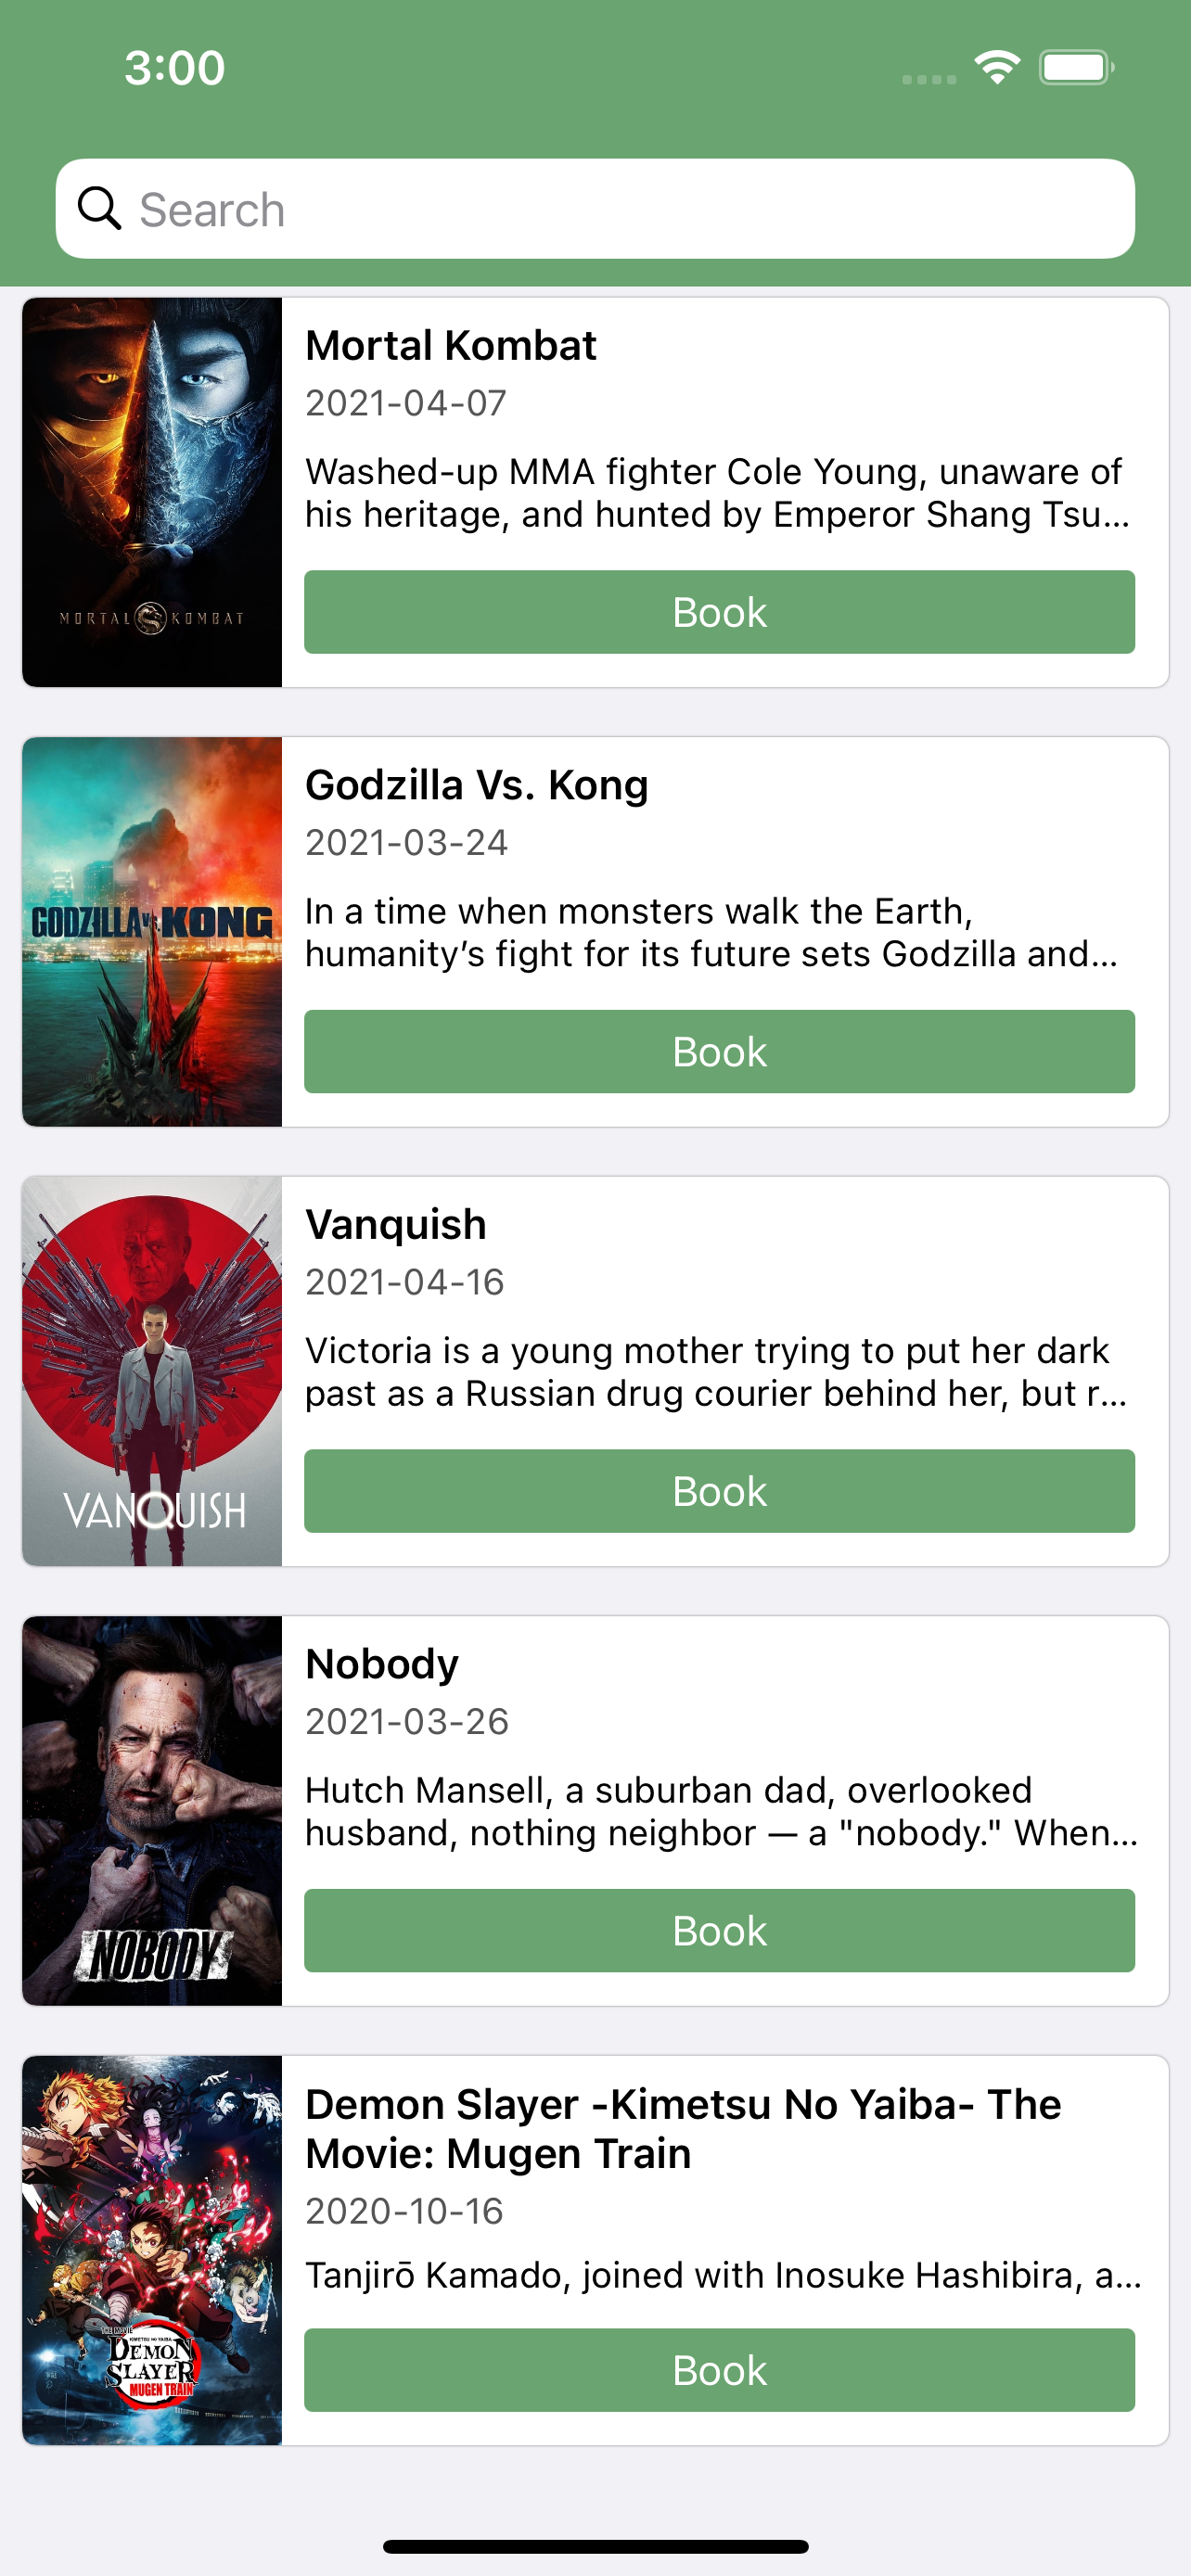 3:00
Search
Mortal Kombat
2021-04-07
Washed-up MMA fighter Cole Young, unaware of
his heritage, and hunted by Emperor Shang Tsu...
Book
MORTAL KOMBAT
Godzilla Vs. Kong
2021-03-24
In a time when monsters walk the Earth,
humanity’s fight for its future sets Godzilla and...
Book
GODZILLA VS. KONG
Vanquish
2021-04-16
Victoria is a young mother trying to put her dark
past as a Russian drug courier behind her, but r...
Book
VANQUISH
Nobody
2021-03-26
Hutch Mansell, a suburban dad, overlooked
husband, nothing neighbor — a "nobody." When...
Book
NOBODY
Demon Slayer -Kimetsu No Yaiba- The
Movie: Mugen Train
2020-10-16
Tanjirō Kamado, joined with Inosuke Hashibira, a...
Book
THE MOVIE
KIMETSU NO YAIBA
DEMON
SLAYER
MUGEN TRAIN